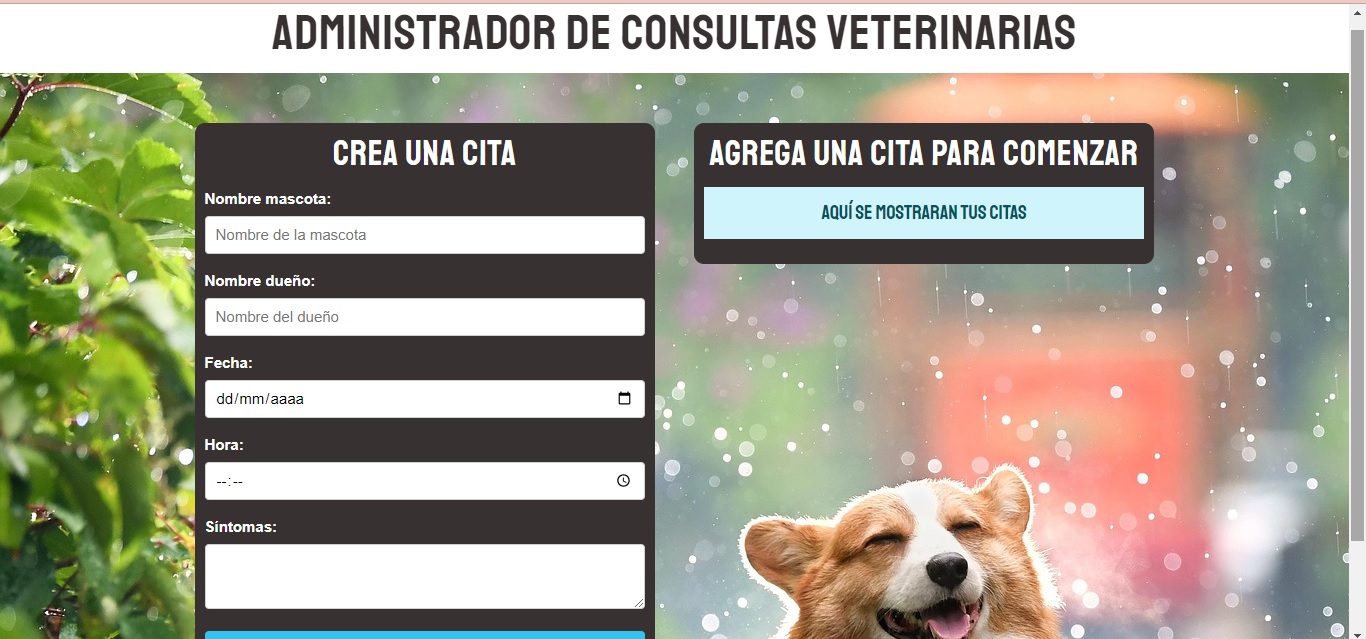 ADMINISTRADOR DE CONSULTAS VETERINARIAS
CREA UNA CITA
Nombre mascota:
Nombre de la mascota
Nombre dueño:
Nombre del dueño
Fecha:
dd/mm/aaaa
Hora:
--:--
Síntomas:
AGREGA UNA CITA PARA COMENZAR
AQUÍ SE MOSTRARAN TUS CITAS